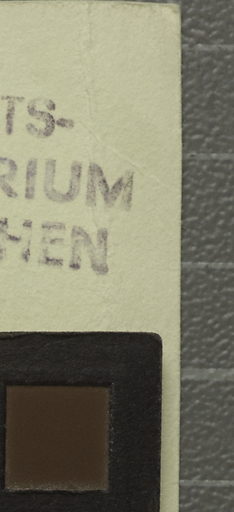 TS-
RIUM
HEN